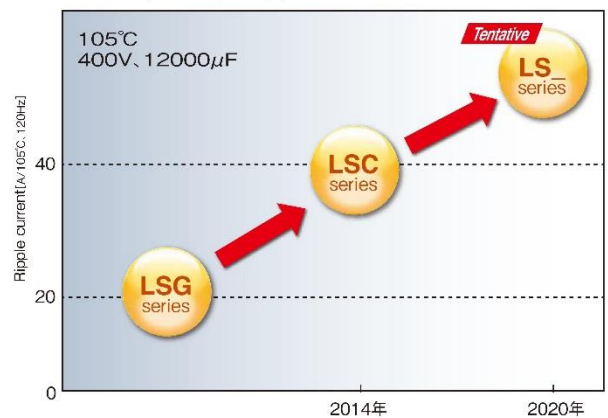 105℃
400V、12000μF
Tentative
LS_
series
LSC
series
LSG
series
Ripple current[A/105℃、120Hz]
40
20
0
2014年
2020年